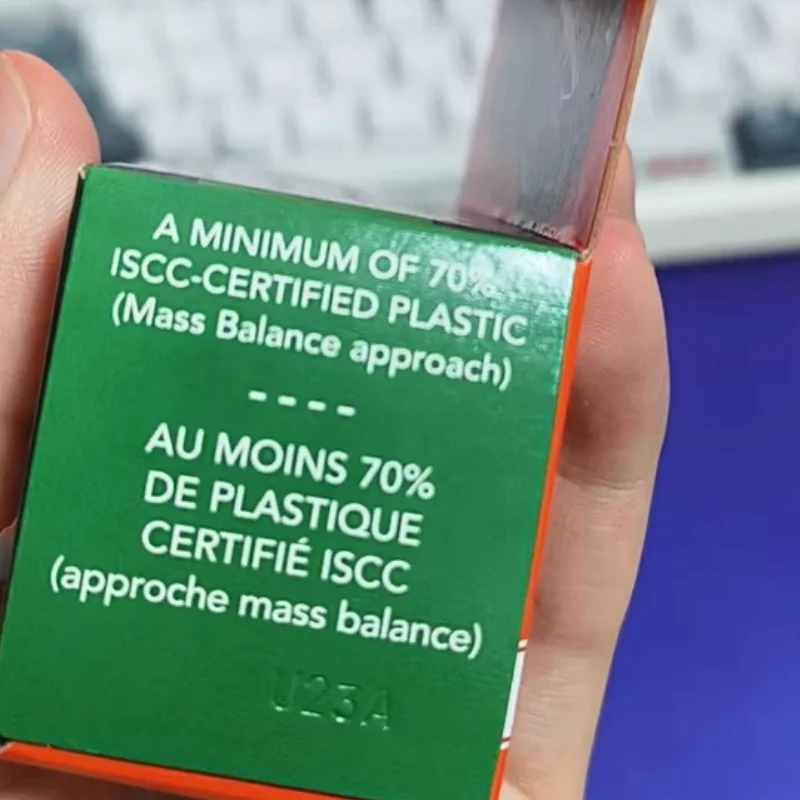 A MINIMUM OF 70%
ISCC-CERTIFIED PLASTIC
(Mass Balance approach)
----
AU MOINS 70%
DE PLASTIQUE
CERTIFIÉ ISCC
(approche mass balance)
U23A